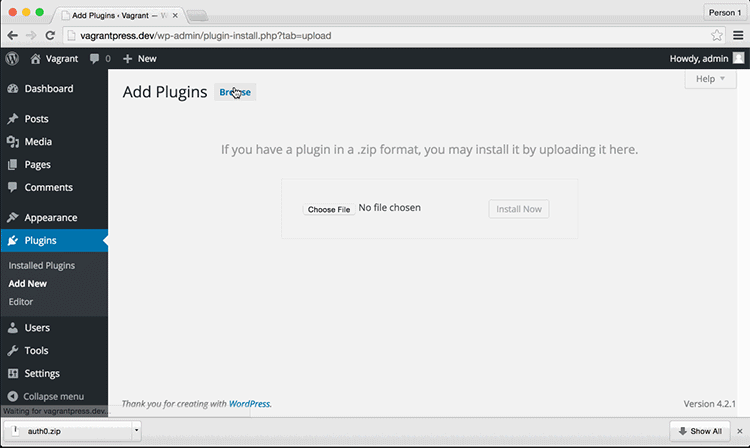 Add Plugins ‹ Vagrant — W
Person 1
vagrantpress.dev/wp-admin/plugin-install.php?tab=upload
Vagrant 0 New
Howdy, admin
Help
Dashboard
Add Plugins Browse
Posts
Media
Pages
Comments
If you have a plugin in a .zip format, you may install it by uploading it here.
Choose File No file chosen
Install Now
Appearance
Plugins
Installed Plugins
Add New
Editor
Users
Tools
Settings
Collapse menu
Thank you for creating with WordPress.
Version 4.2.1
Waiting for vagrantpress.dev...
auth0.zip
Show All